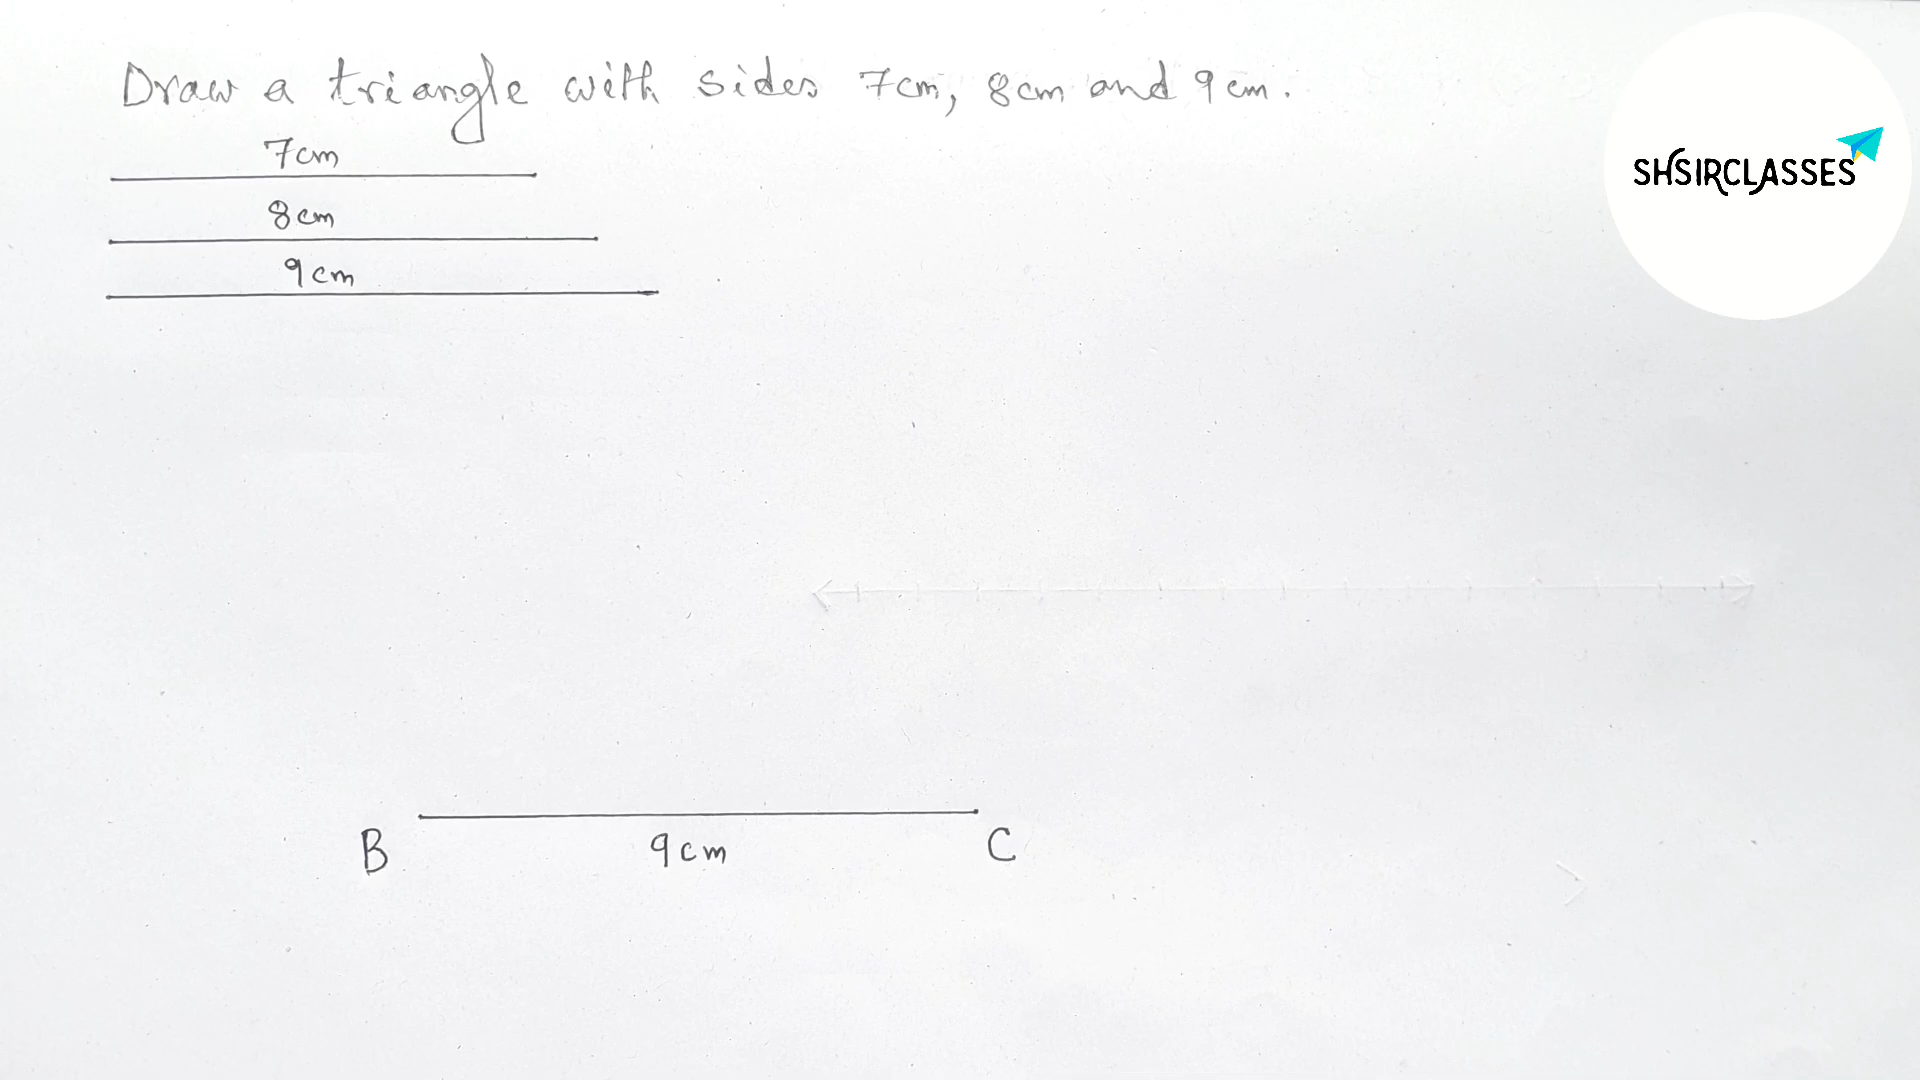 Draw a triangle with sides 7cm, 8cm and 9cm.
SHSIRCLASSES
7cm
8cm
9cm
B 9cm C